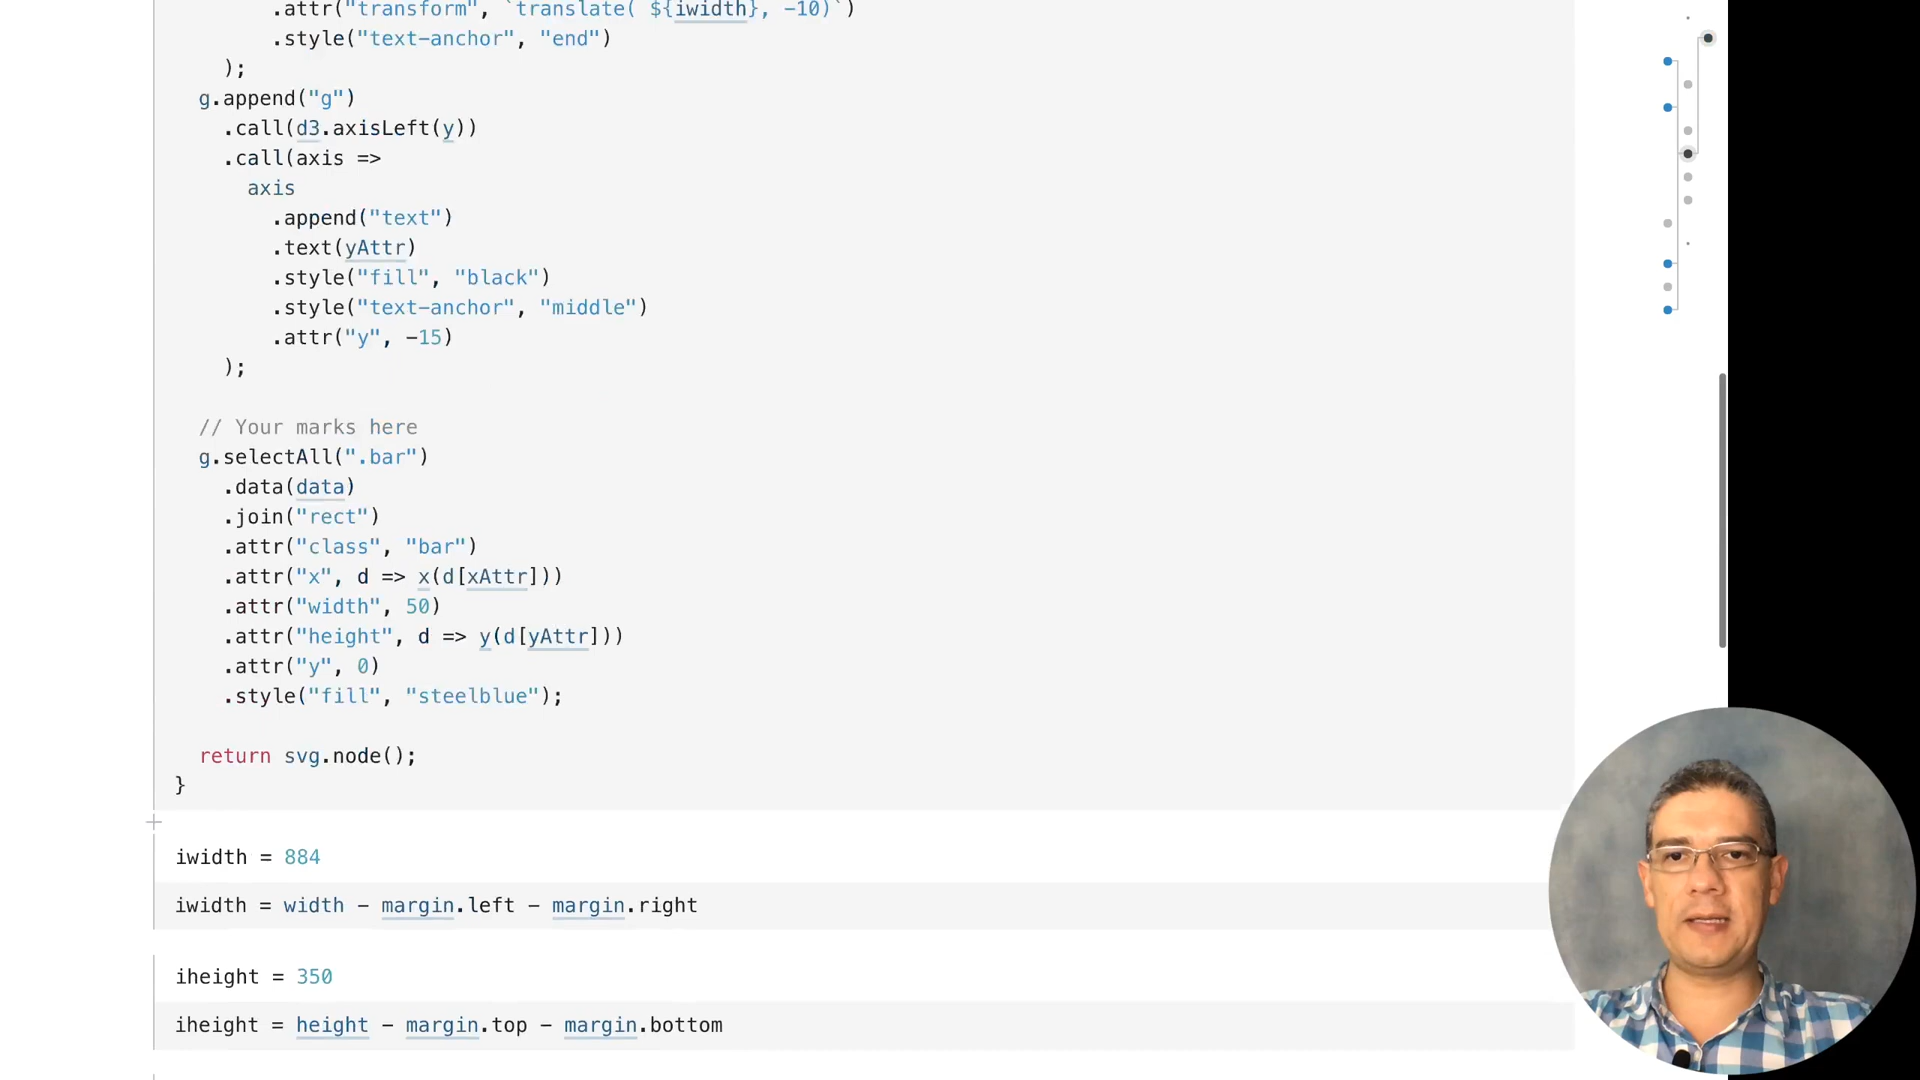 .attr("transform", `translate( ${iwidth}, -10)`)
.style("text-anchor", "end")
);
g.append("g")
.call(d3.axisLeft(y))
.call(axis =>
axis
.append("text")
.text(yAttr)
.style("fill", "black")
.style("text-anchor", "middle")
.attr("y", -15)
);
// Your marks here
g.selectAll(".bar")
.data(data)
.join("rect")
.attr("class", "bar")
.attr("x", d => x(d[xAttr]))
.attr("width", 50)
.attr("height", d => y(d[yAttr]))
.attr("y", 0)
.style("fill", "steelblue");
return svg.node();
}
iwidth = 884
iwidth = width - margin.left - margin.right
iheight = 350
iheight = height - margin.top - margin.bottom